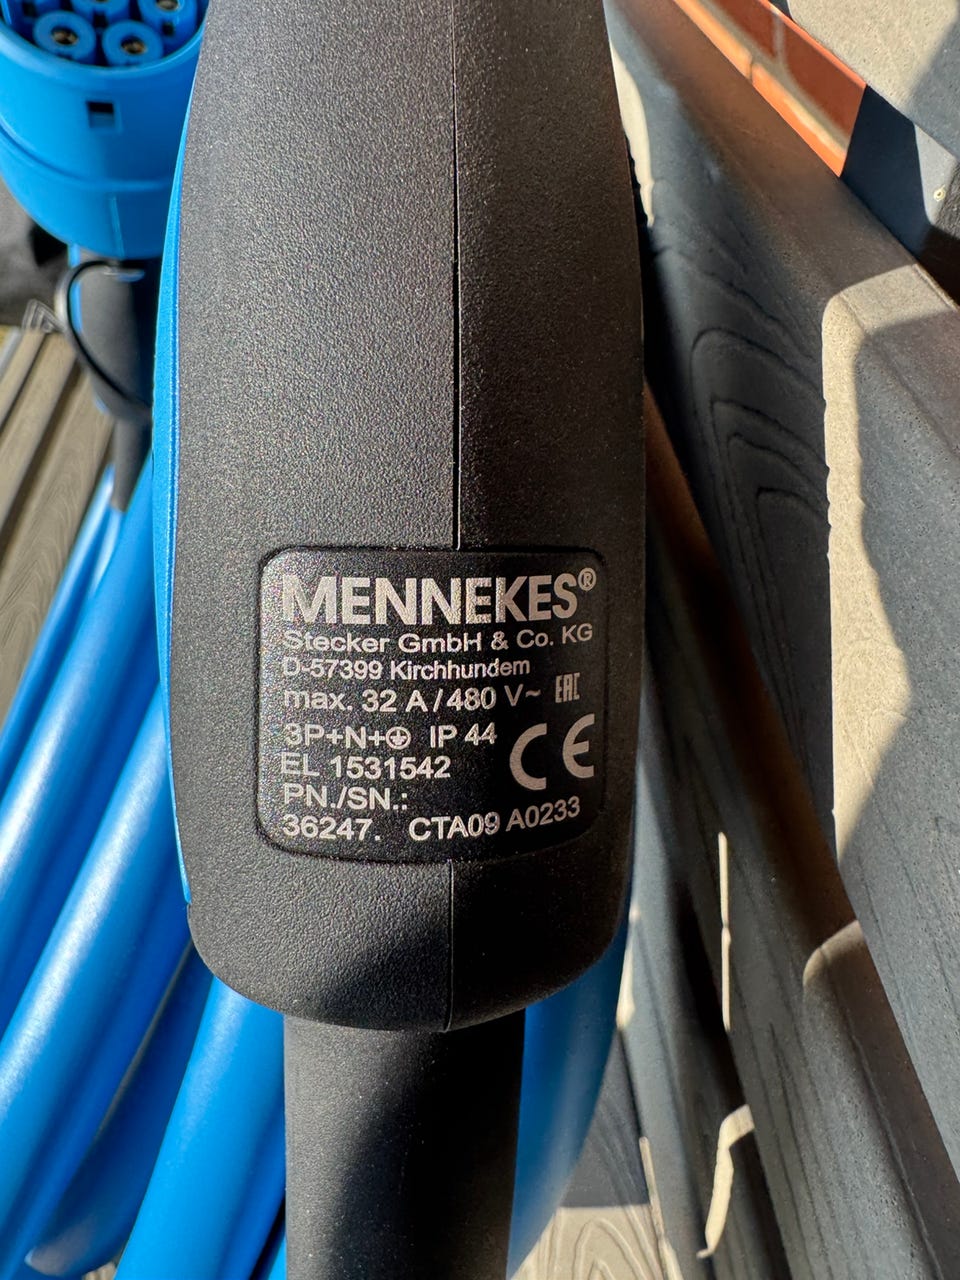 MENNEKES®
Stecker GmbH & Co. KG
D-57399 Kirchhundem
max. 32 A / 480 V~ EAC
3P+N+⏚ IP 44 CE
EL 1531542
PN./SN.:
36247. CTA09 A0233